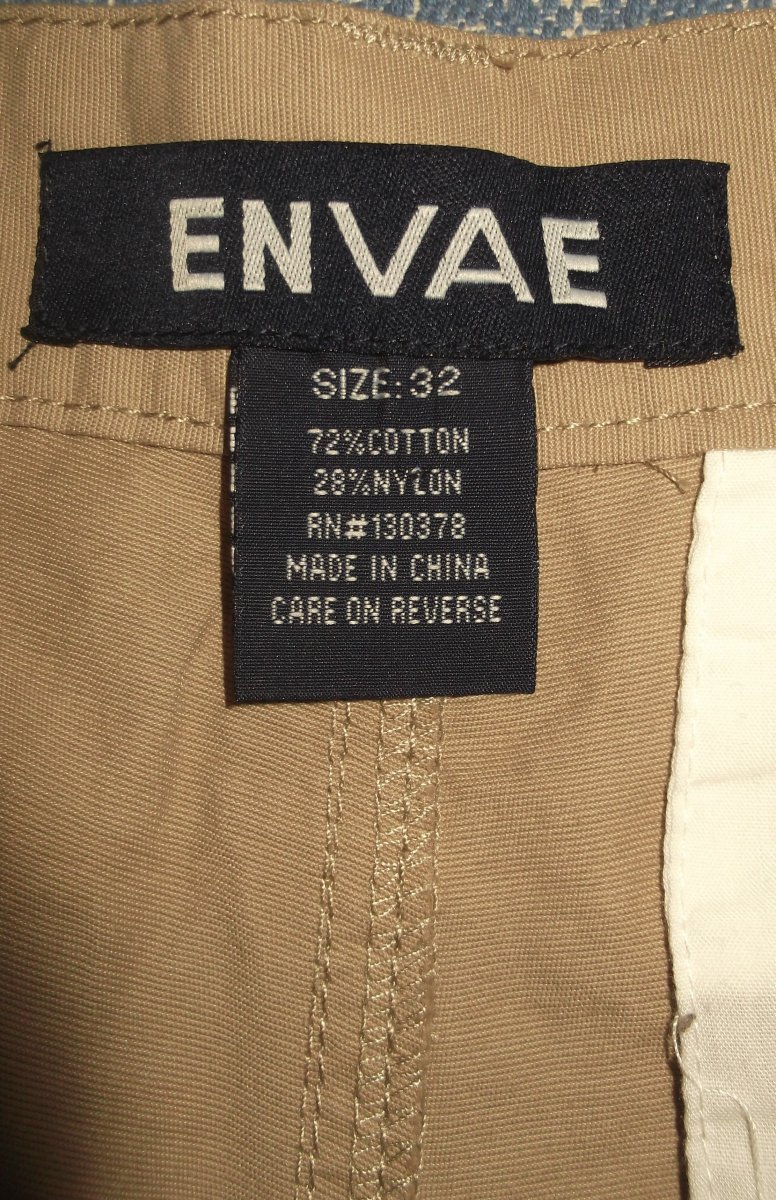 ENVAE
SIZE: 32
72%COTTON
28%NYLON
RN#130378
MADE IN CHINA
CARE ON REVERSE